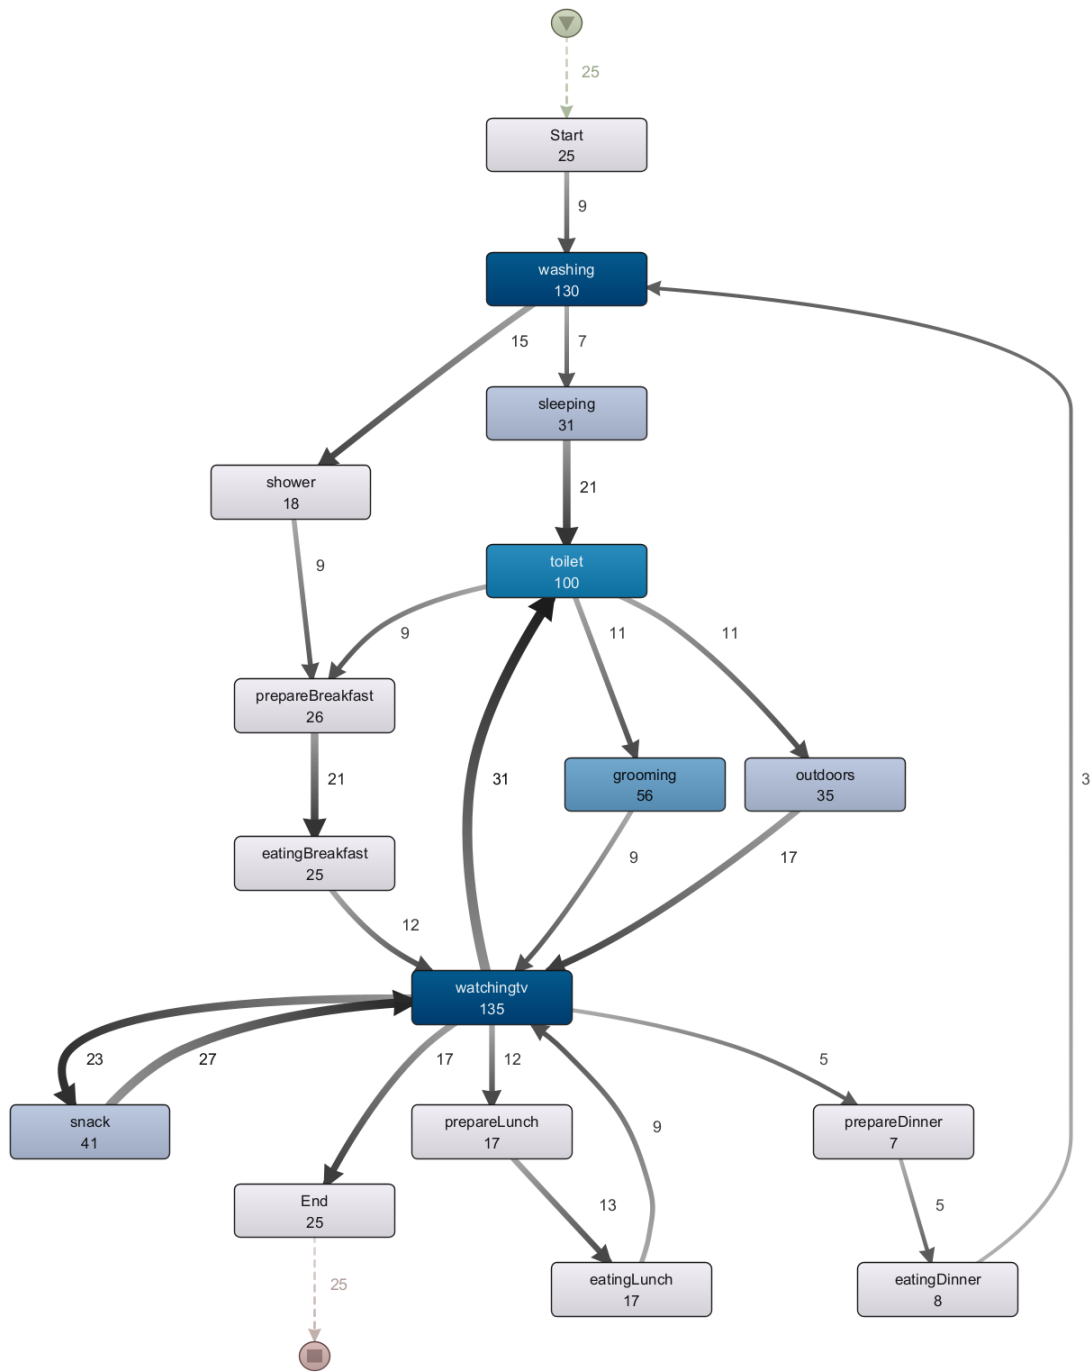 25
Start
25
9
washing
130
15
7
sleeping
31
shower
18
21
toilet
100
9
9
11
11
prepareBreakfast
26
21
31
grooming
56
outdoors
35
3
eatingBreakfast
25
9
17
12
watchingtv
135
23
27
17
12
5
snack
41
prepareLunch
17
9
prepareDinner
7
End
25
13
5
25
eatingLunch
17
eatingDinner
8